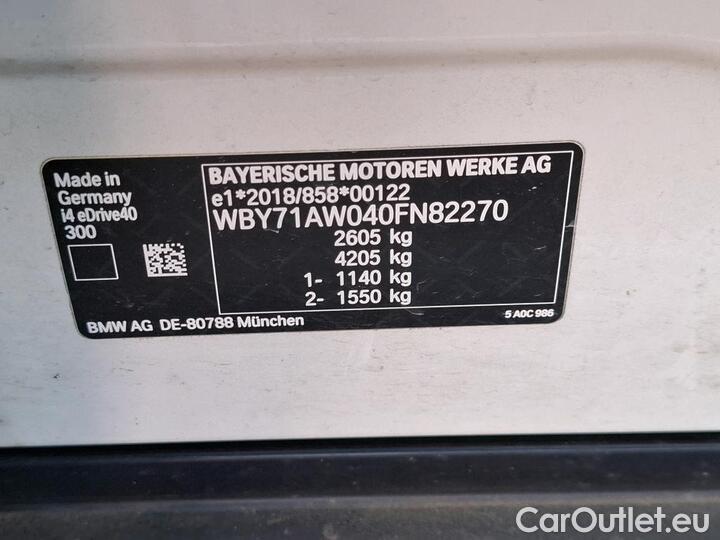 Made in
Germany
i4 eDrive40
300
BAYERISCHE MOTOREN WERKE AG
e1*2018/858*00122
WBY71AW040FN82270
2605 kg
4205 kg
1- 1140 kg
2- 1550 kg
BMW AG DE-80788 München
5 A0C 986
CarOutlet.eu